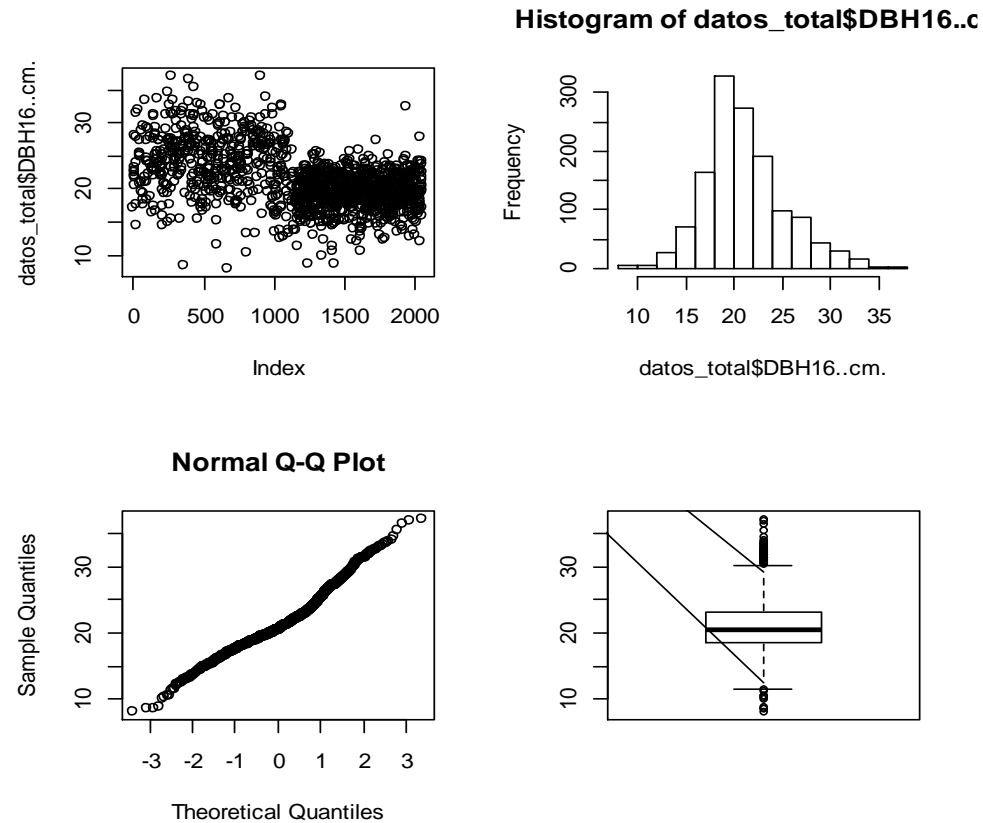 Histogram of datos_total$DBH16..c
datos_total$DBH16..cm.
10 20 30
0 500 1000 1500 2000
Index
Frequency
0 100 200 300
10 15 20 25 30 35
datos_total$DBH16..cm.
Normal Q-Q Plot
Sample Quantiles
10 20 30
-3 -2 -1 0 1 2 3
Theoretical Quantiles
10 20 30